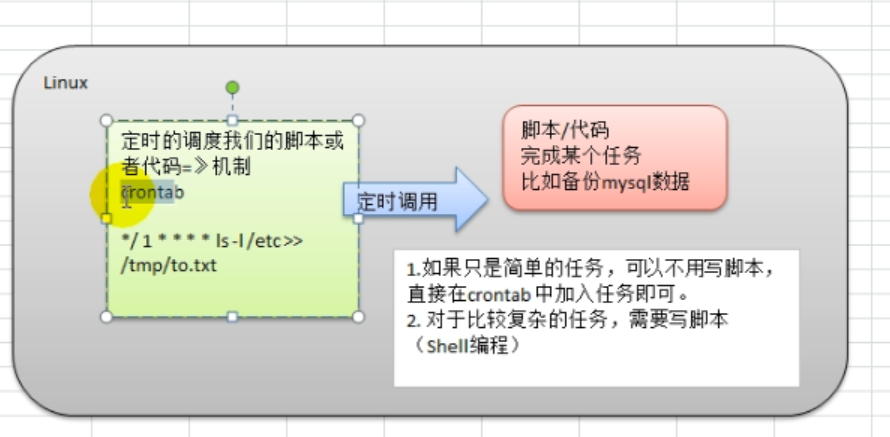 Linux
定时的调度我们的脚本或
者代码=》机制
crontab
*/ 1 * * * * ls -l /etc >>
/tmp/to.txt
定时调用
脚本/代码
完成某个任务
比如备份mysql数据
1.如果只是简单的任务，可以不用写脚本，
直接在crontab 中加入任务即可。
2. 对于比较复杂的任务，需要写脚本
（Shell编程）